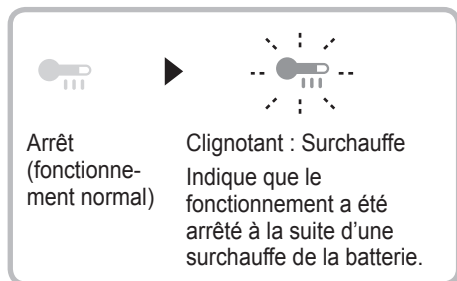 Arrêt
(fonctionne-
ment normal)
Clignotant : Surchauffe
Indique que le
fonctionnement a été
arrêté à la suite d'une
surchauffe de la batterie.